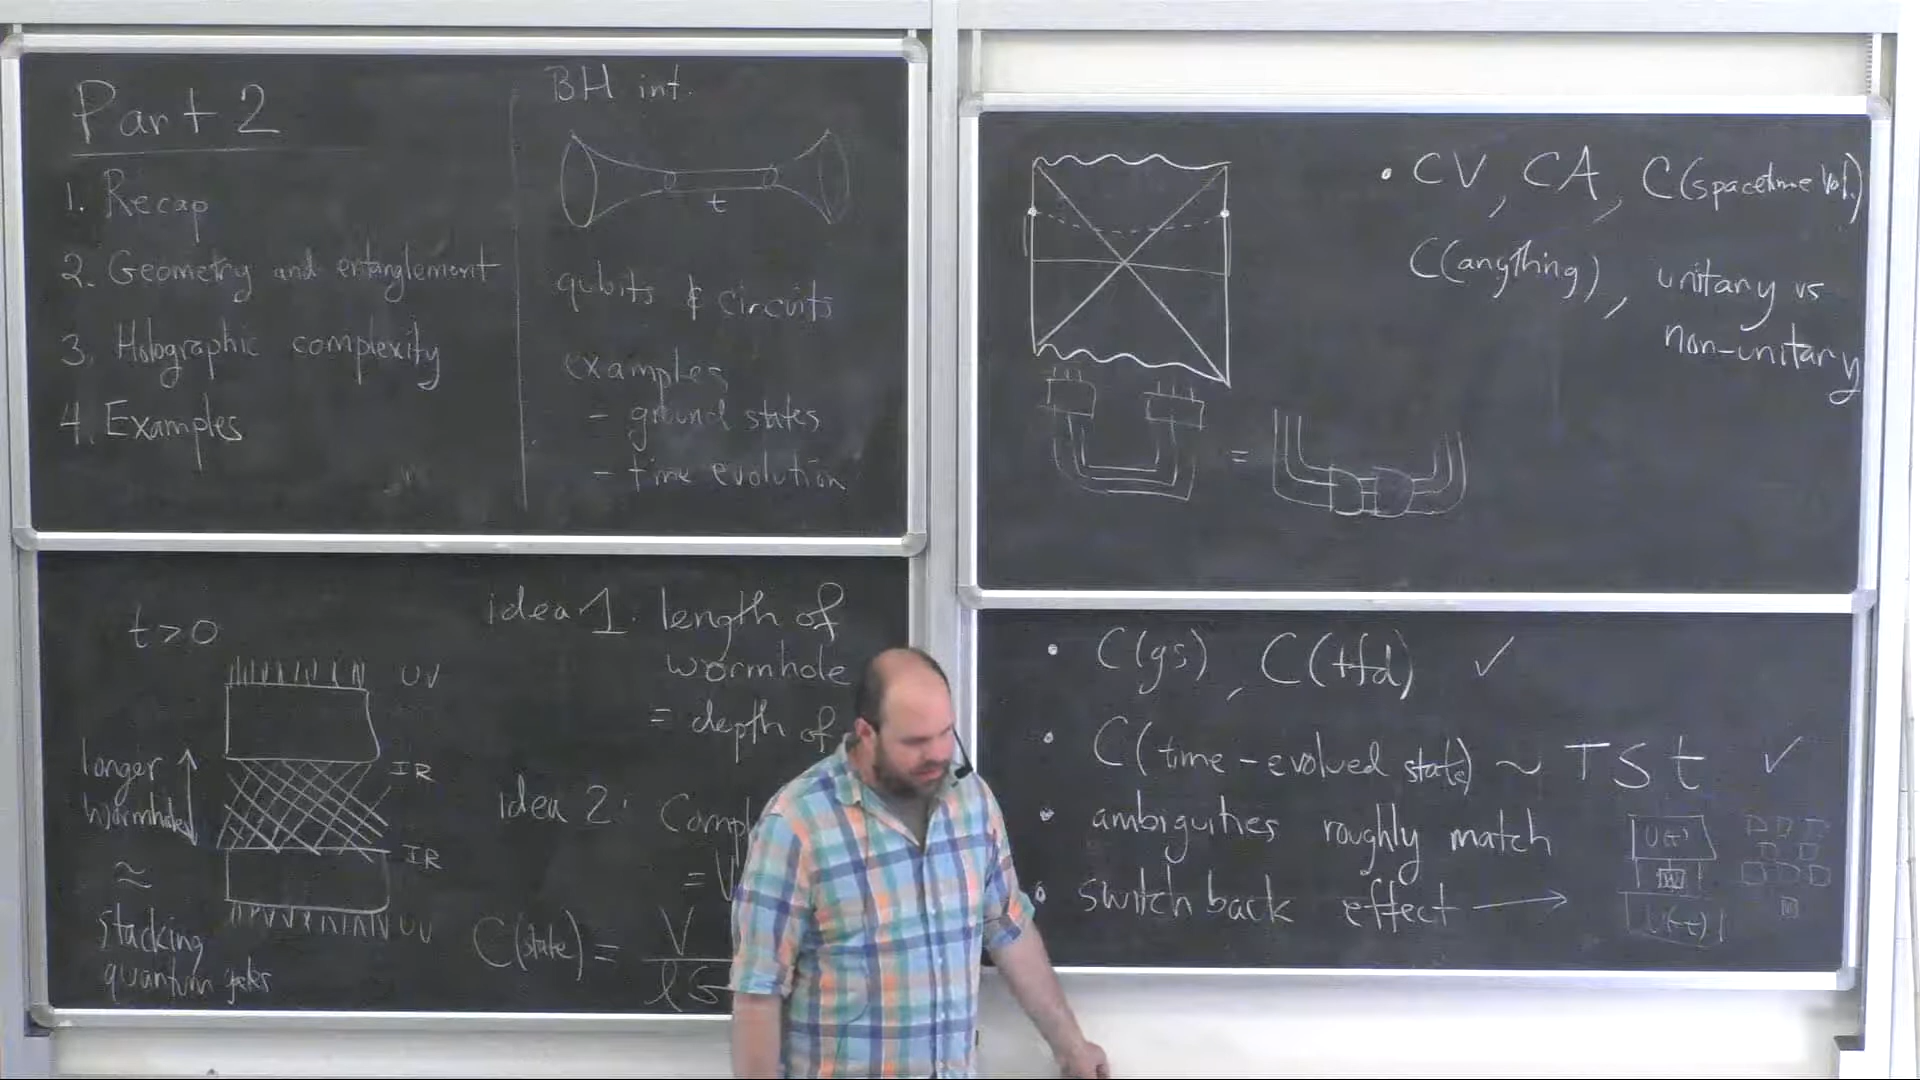 Part 2
1. Recap
2. Geometry and entanglement
3. Holographic complexity
4. Examples
BH int.
t
qubits & circuits
examples
- ground states
- time evolution
t>0
UV
IR
IR
UV
longer
wormhole
≈
stacking
quantum gates
idea 1: length of
wormhole
= depth of
idea 2: Compl
= V
C(state) = V
ℓG
• CV, CA, C(spacetime Vol.)
C(anything), unitary vs
non-unitary
=
• C(gs), C(tfd) ✓
• C(time-evolved state) ~ T S t ✓
• ambiguities roughly match
• switch back effect →
W